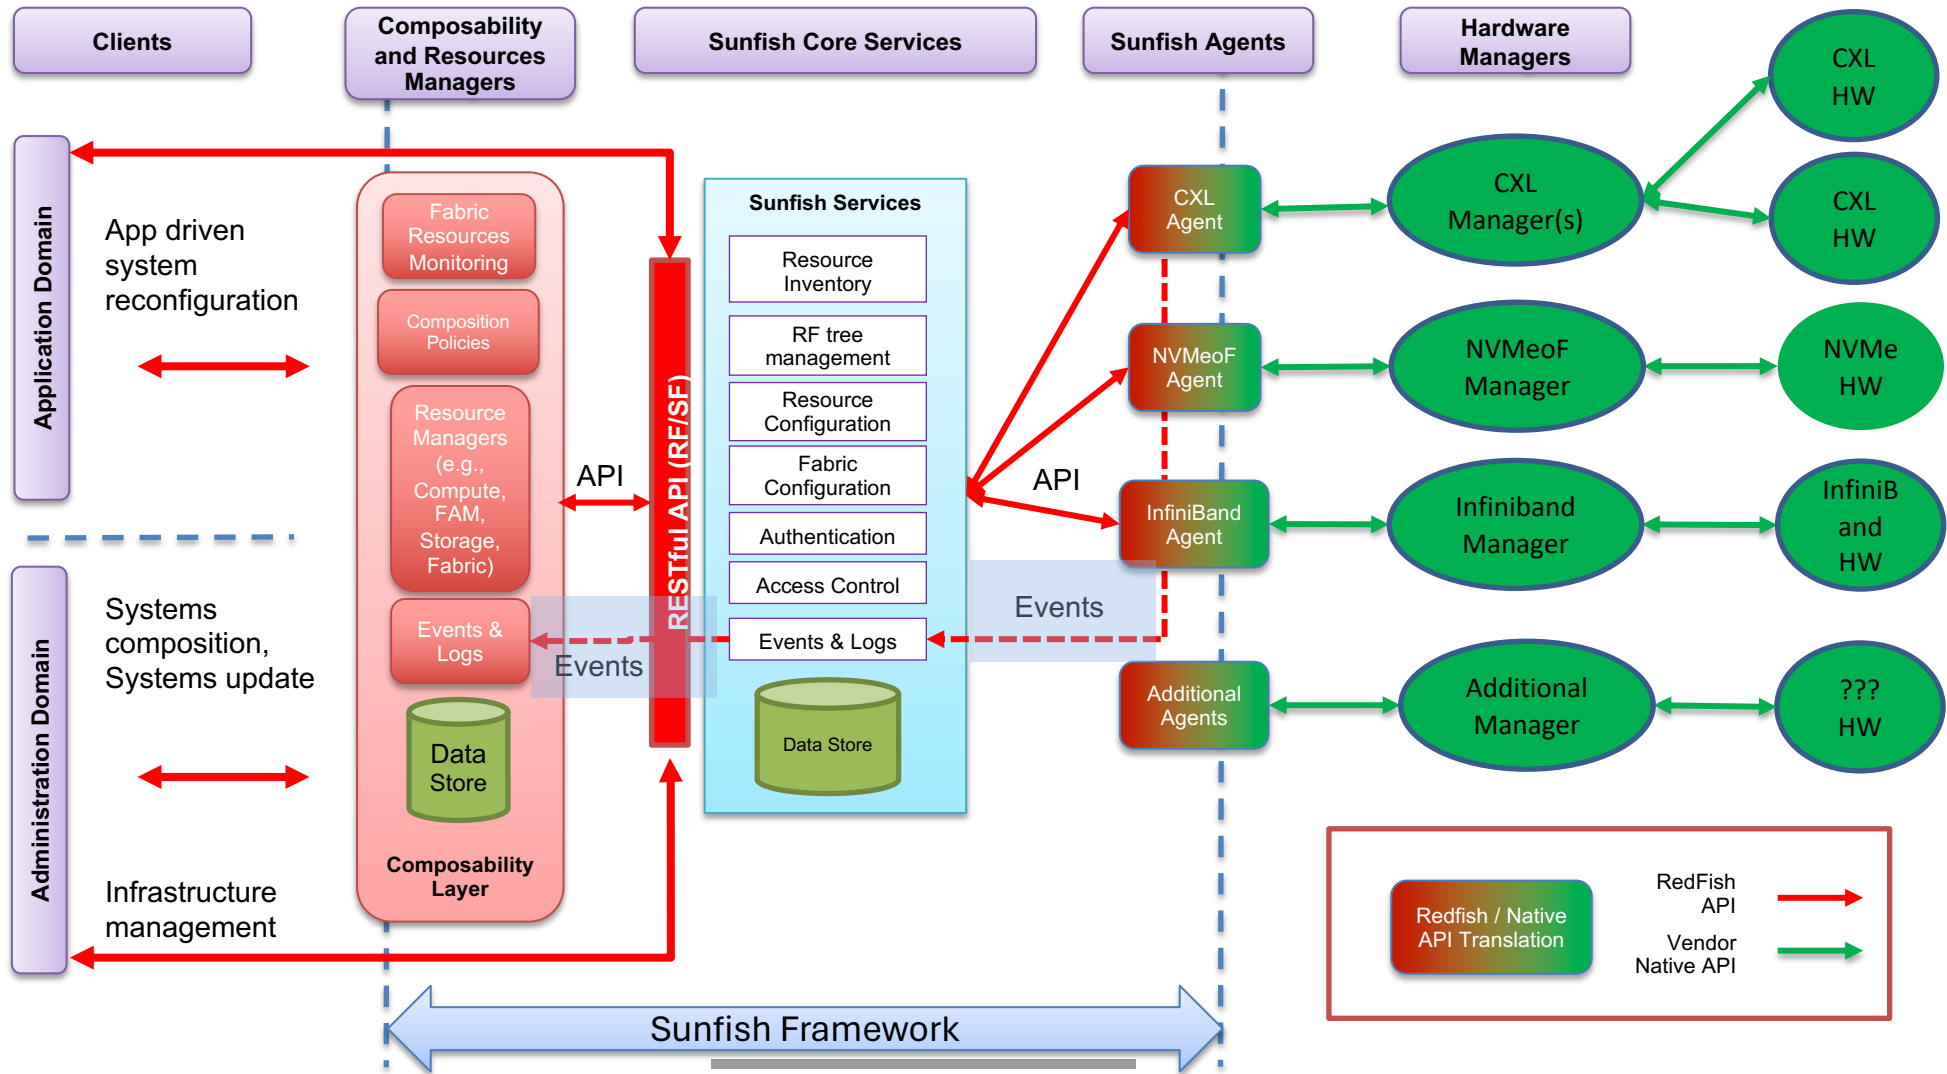 Clients
Composability
and Resources
Managers
Sunfish Core Services
Sunfish Agents
Hardware
Managers
Application Domain
App driven
system
reconfiguration
Administration Domain
Systems
composition,
Systems update
Infrastructure
management
Fabric
Resources
Monitoring
Composition
Policies
Resource
Managers
(e.g.,
Compute,
FAM,
Storage,
Fabric)
Events &
Logs
Data
Store
Composability
Layer
API
Events
RESTful API (RF/SF)
Sunfish Services
Resource
Inventory
RF tree
management
Resource
Configuration
Fabric
Configuration
Authentication
Access Control
Events & Logs
Data Store
API
Events
CXL
Agent
NVMeoF
Agent
InfiniBand
Agent
Additional
Agents
CXL
Manager(s)
NVMeoF
Manager
Infiniband
Manager
Additional
Manager
CXL
HW
CXL
HW
NVMe
HW
InfiniB
and
HW
???
HW
Redfish / Native
API Translation
RedFish
API
Vendor
Native API
Sunfish Framework